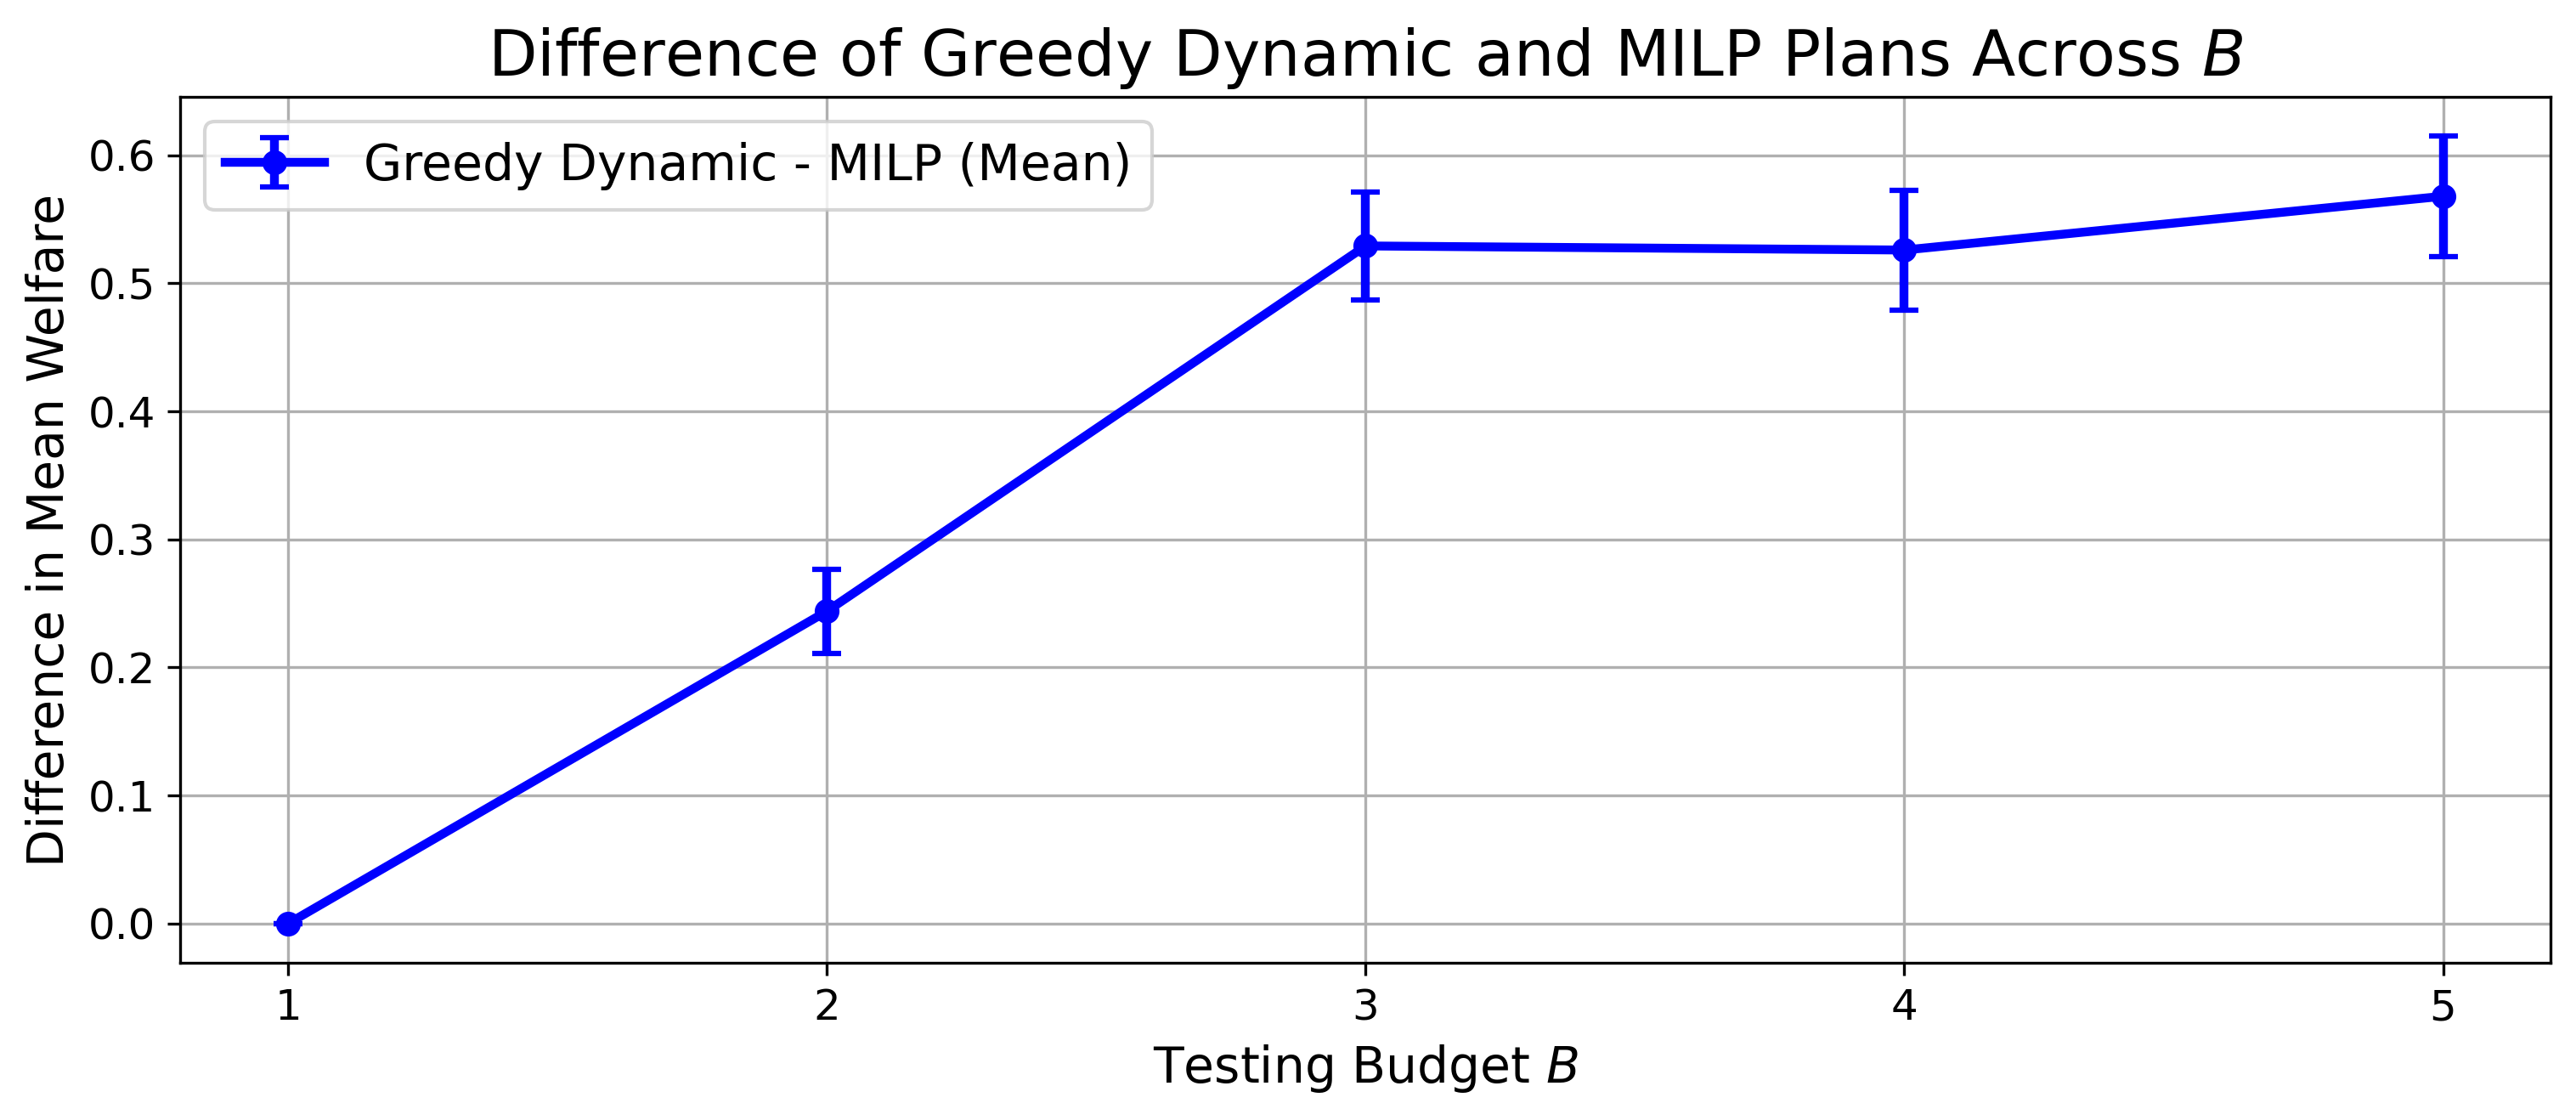 Difference of Greedy Dynamic and MILP Plans Across B
Greedy Dynamic - MILP (Mean)
Difference in Mean Welfare
0.6
0.5
0.4
0.3
0.2
0.1
0.0
1 2 3 4 5
Testing Budget B